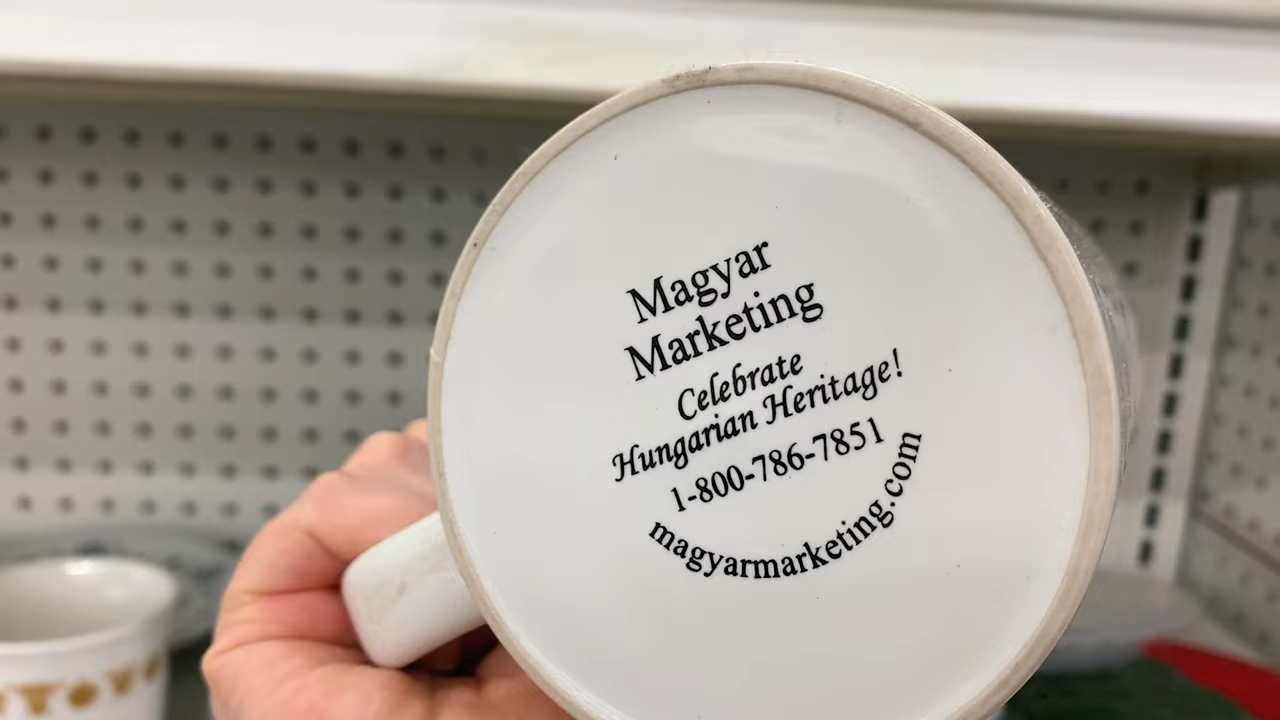 Magyar
Marketing
Celebrate
Hungarian Heritage!
1-800-786-7851
magyarmarketing.com